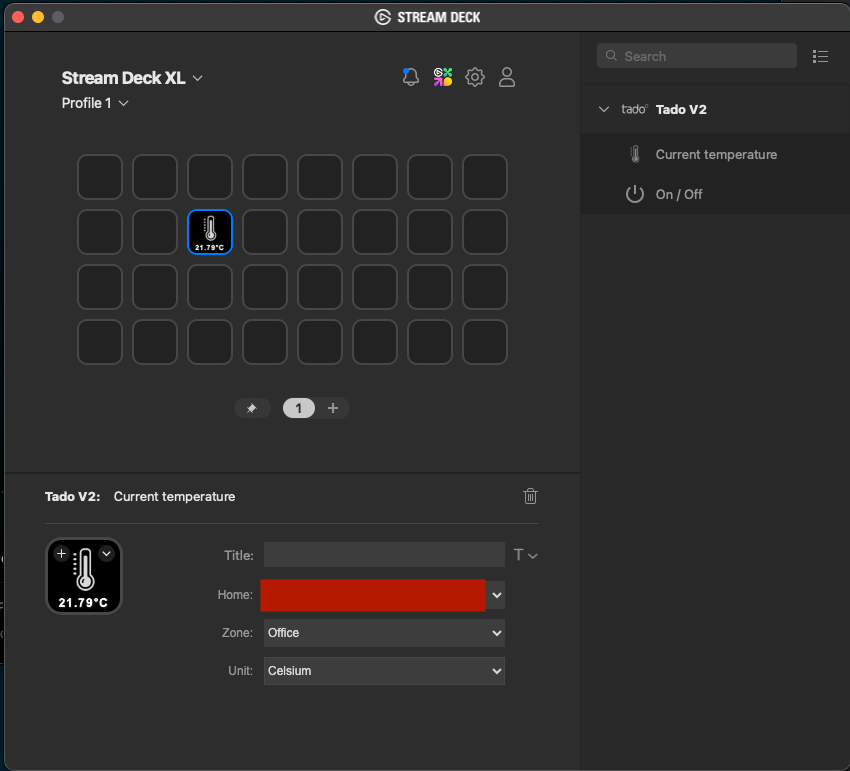 STREAM DECK
Stream Deck XL
Profile 1
21.79°C
1
Tado V2: Current temperature
21.79°C
Title:
T
Home:
Zone: Office
Unit: Celsium
Search
tado° Tado V2
Current temperature
On / Off